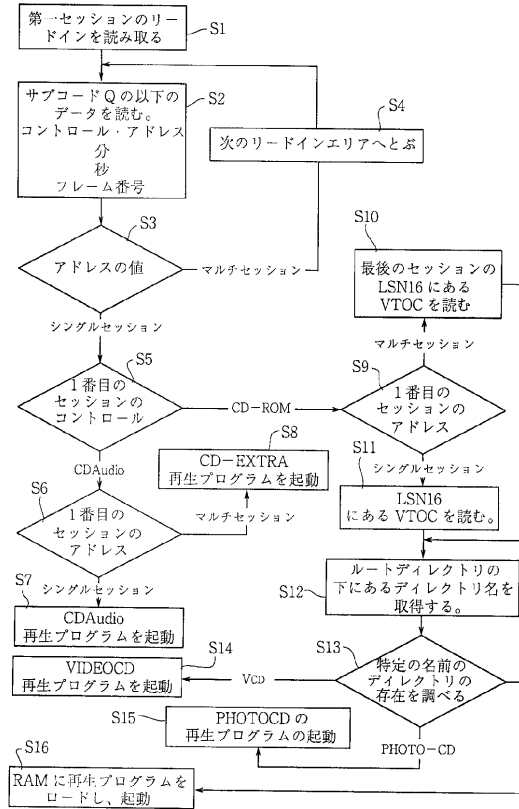 第一セッションのリー
ドインを読み取る
S1
サブコードQの以下の
データを読む。
コントロール・アドレス
分
秒
フレーム番号
S2
S4
次のリードインエリアへとぶ
S3
アドレスの値
マルチセッション
シングルセッション
S10
最後のセッションの
LSN16にある
VTOCを読む
マルチセッション
S5
1番目の
セッションの
コントロール
CD-ROM
S9
1番目の
セッションの
アドレス
CDAudio
S8
CD-EXTRA
再生プログラムを起動
マルチセッション
S11
シングルセッション
LSN16
にあるVTOCを読む。
S6
1番目の
セッションの
アドレス
シングルセッション
S7
CDAudio
再生プログラムを起動
S12
ルートディレクトリの
下にあるディレクトリ名を
取得する。
S13
特定の名前の
ディレクトリの
存在を調べる
S14
VIDEOCD
再生プログラムを起動
VCD
S15
PHOTOCDの
再生プログラムの起動
PHOTO-CD
S16
RAMに再生プログラムを
ロードし、起動